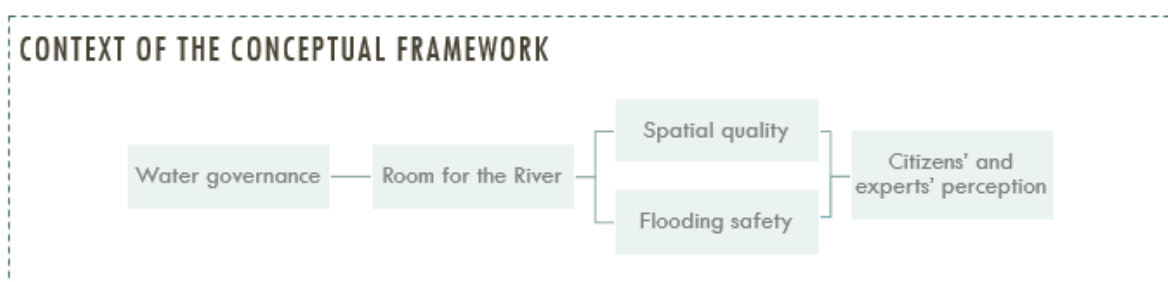 CONTEXT OF THE CONCEPTUAL FRAMEWORK
Water governance
Room for the River
Spatial quality
Flooding safety
Citizens’ and
experts’ perception